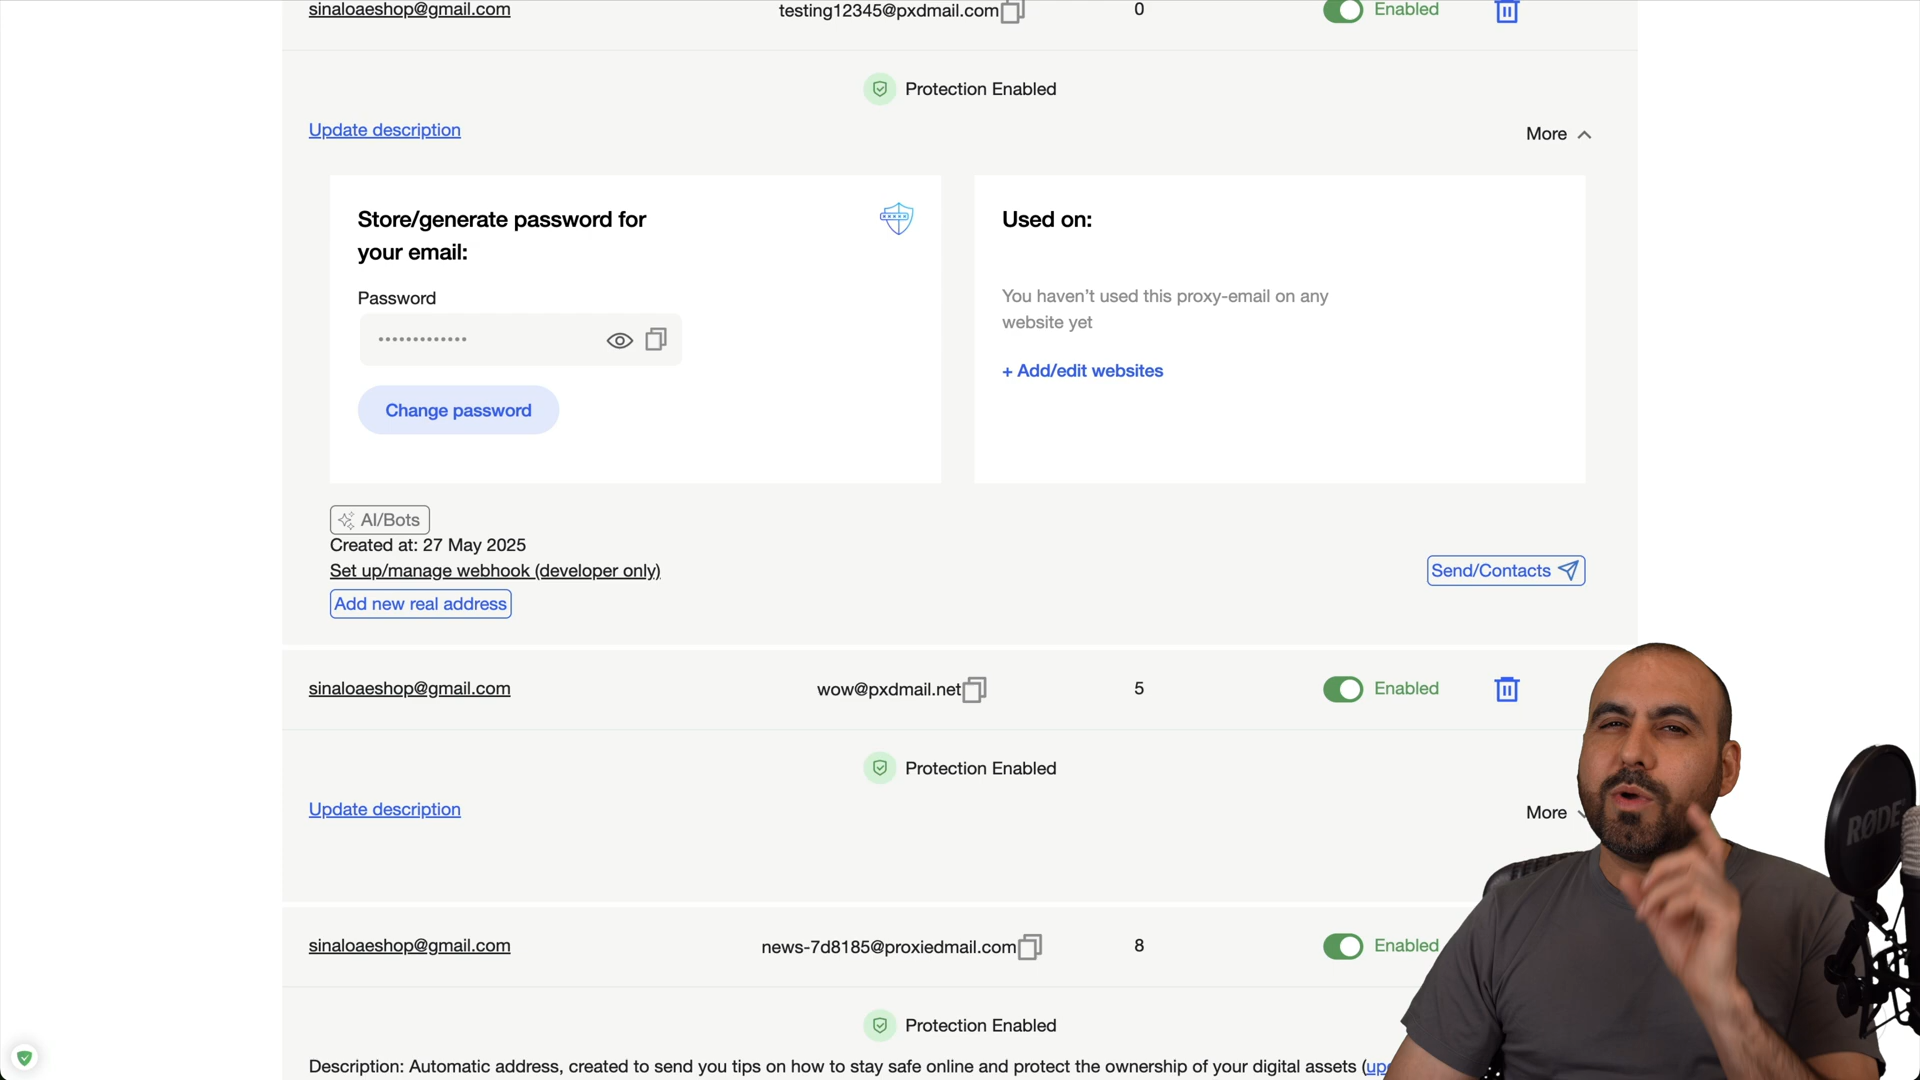 sinaloaeshop@gmail.com testing12345@pxdmail.com 0 Enabled
Protection Enabled
Update description
More
Store/generate password for
your email:
Password
•••••••••••••
Change password
Used on:
You haven't used this proxy-email on any
website yet
+ Add/edit websites
AI/Bots
Created at: 27 May 2025
Set up/manage webhook (developer only)
Add new real address
Send/Contacts
sinaloaeshop@gmail.com wow@pxdmail.net 5 Enabled
Protection Enabled
Update description
More
sinaloaeshop@gmail.com news-7d8185@proxiedmail.com 8 Enabled
Protection Enabled
Description: Automatic address, created to send you tips on how to stay safe online and protect the ownership of your digital assets (up
RØDE